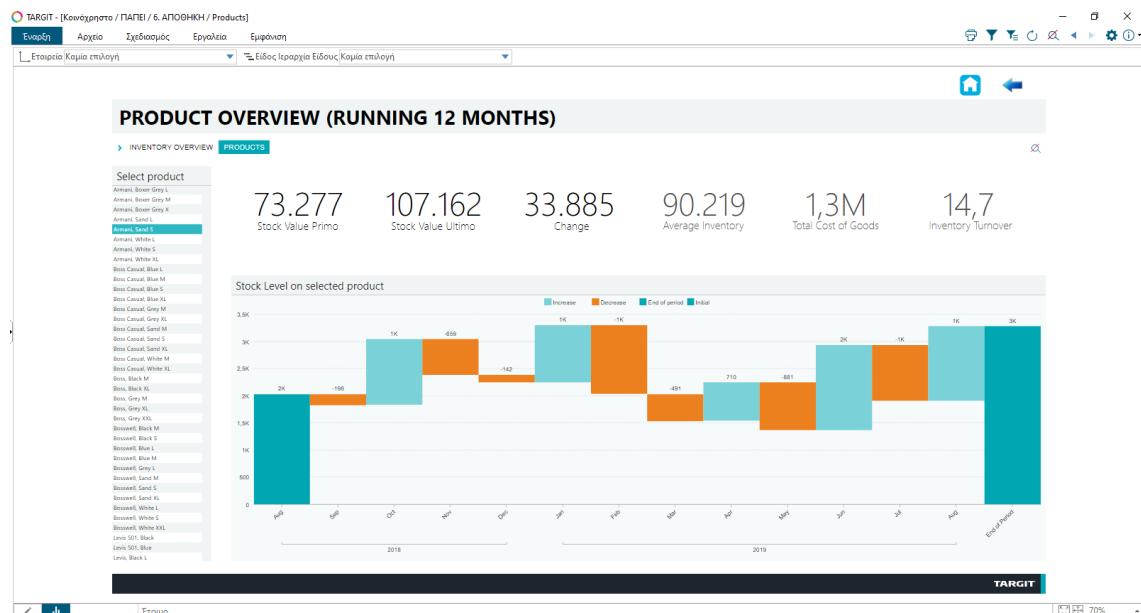 TARGIT - [Κοινόχρηστο / ΠΑΠΕΙ / 6. ΑΠΟΘΗΚΗ / Products]
Έναρξη Αρχείο Σχεδιασμός Εργαλεία Εμφάνιση
Εταιρεία Καμία επιλογή Είδος Ιεραρχία Είδους Καμία επιλογή
PRODUCT OVERVIEW (RUNNING 12 MONTHS)
INVENTORY OVERVIEW PRODUCTS
Select product
Armani, Boxer Grey L
Armani, Boxer Grey M
Armani, Boxer Grey X
Armani, Sand L
Armani, Sand S
Armani, White L
Armani, White S
Armani, White XL
Boss Casual, Blue L
Boss Casual, Blue M
Boss Casual, Blue S
Boss Casual, Blue XL
Boss Casual, Grey M
Boss Casual, Grey XL
Boss Casual, Sand M
Boss Casual, Sand S
Boss Casual, Sand XL
Boss Casual, White M
Boss Casual, White XL
Boss, Black M
Boss, Black XL
Boss, Grey M
Boss, Grey XL
Boss, Grey XXL
Bosswell, Black M
Bosswell, Black S
Bosswell, Blue L
Bosswell, Blue M
Bosswell, Grey L
Bosswell, Sand M
Bosswell, Sand S
Bosswell, Sand XL
Bosswell, White L
Bosswell, White S
Bosswell, White XXL
Levis 501, Black
Levis 501, Blue
Levis, Black L
73.277 107.162 33.885 90.219 1,3M 14,7
Stock Value Primo Stock Value Ultimo Change Average Inventory Total Cost of Goods Inventory Turnover
Stock Level on selected product
Increase Decrease End of period Initial
3,5K
3K
2,5K
2K
1,5K
1K
500
0
2K -198 1K -659 -142 1K -1K -491 710 -881 2K -1K 1K 3K
Aug Sep Oct Nov Dec Jan Feb Mar Apr May Jun Jul Aug End of Period
2018 2019
TARGIT
Έτοιμο 70%